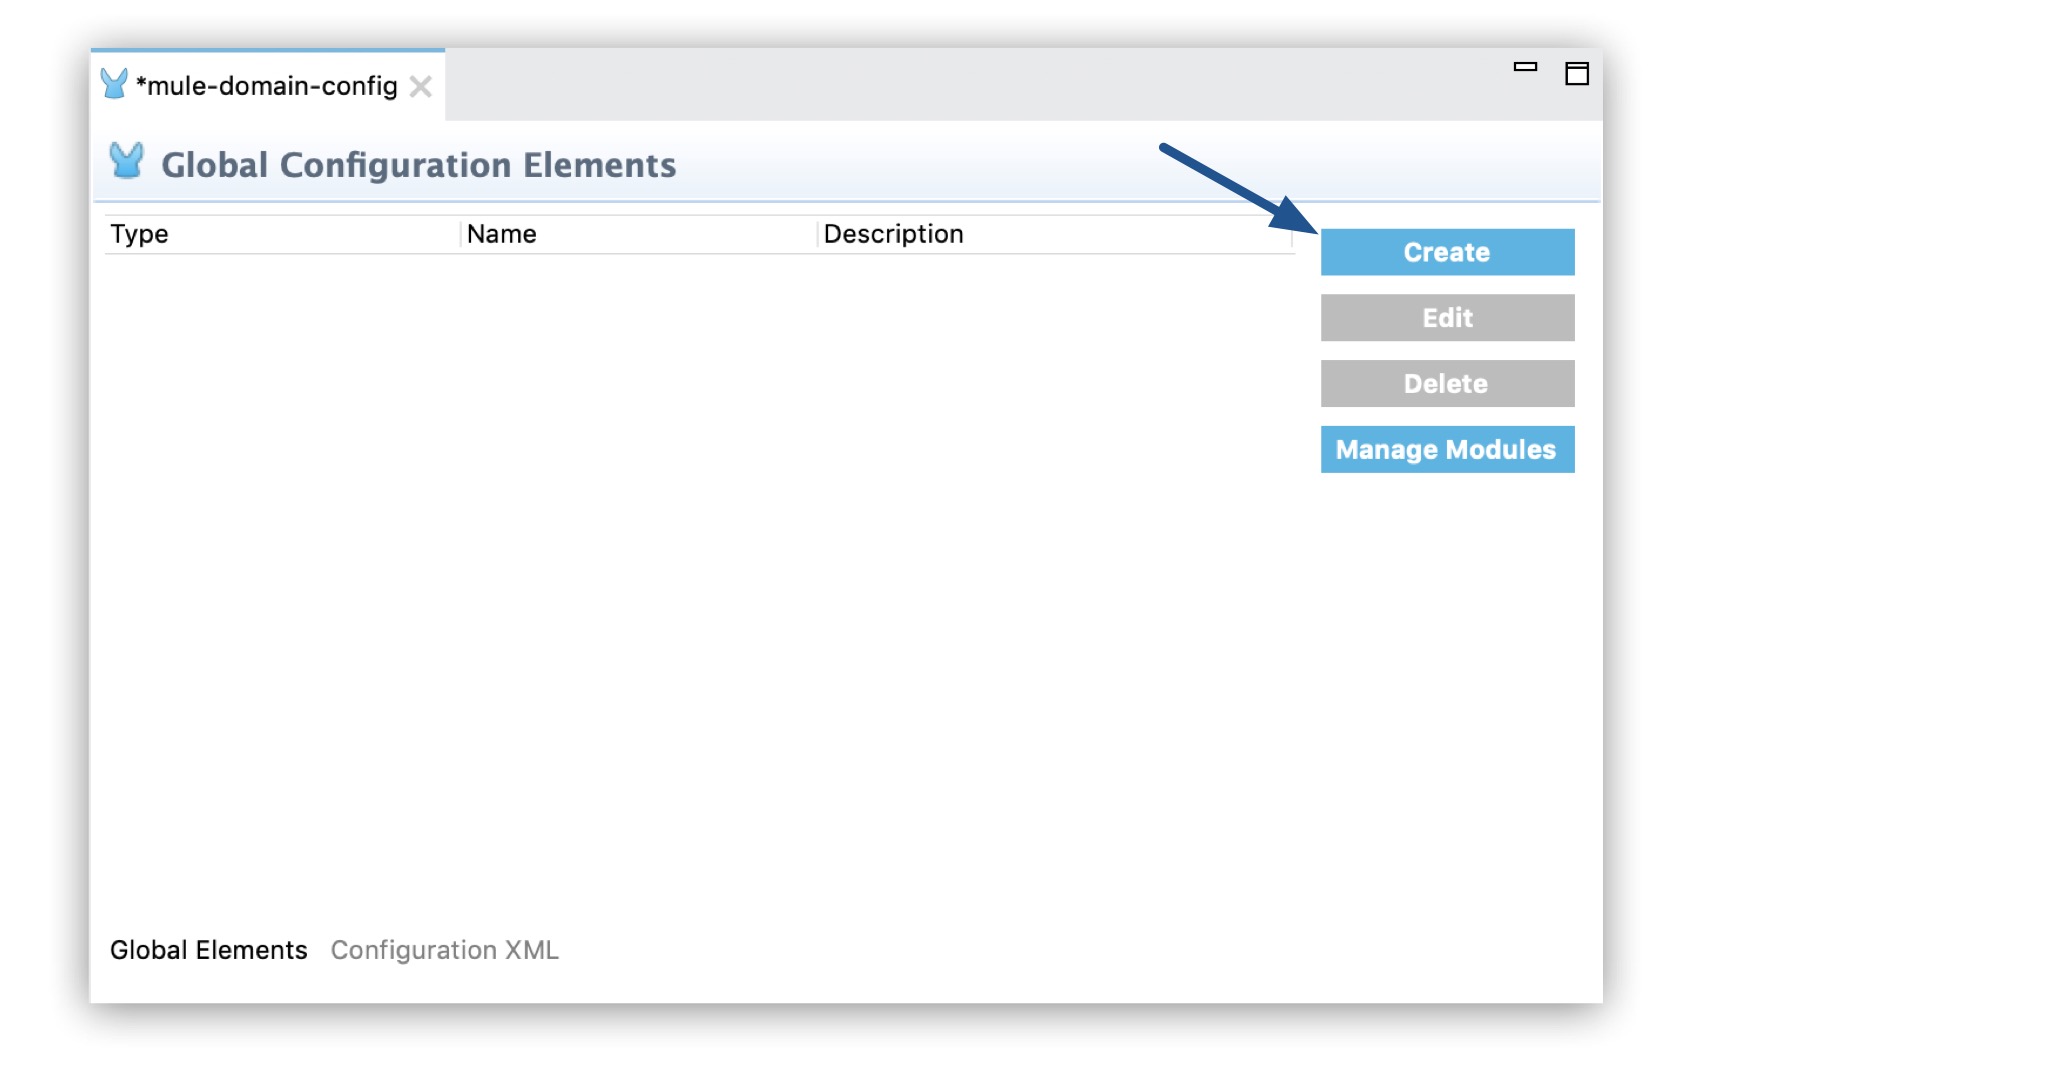 *mule-domain-config
Global Configuration Elements
Type Name Description
Create
Edit
Delete
Manage Modules
Global Elements Configuration XML